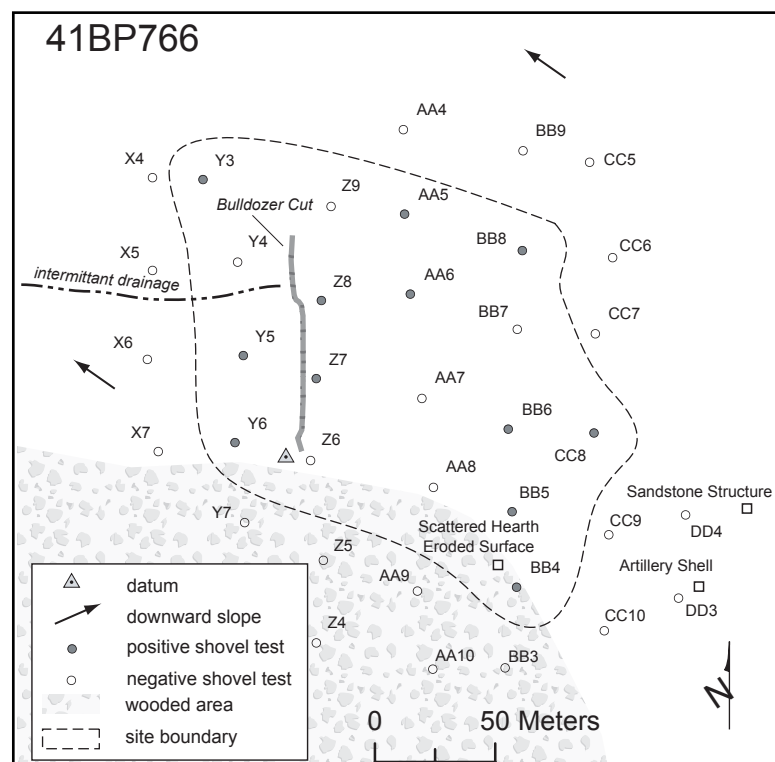 41BP766
AA4
BB9
CC5
X4
Y3
Z9
AA5
Bulldozer Cut
BB8
CC6
X5
Y4
intermittant drainage
Z8
AA6
BB7
CC7
X6
Y5
Z7
AA7
BB6
CC8
X7
Y6
Z6
AA8
BB5
Sandstone Structure
Y7
Scattered Hearth
Eroded Surface
CC9
DD4
Z5
AA9
BB4
Artillery Shell
DD3
Z4
AA10
BB3
CC10
datum
downward slope
positive shovel test
negative shovel test
wooded area
site boundary
0 50 Meters
N